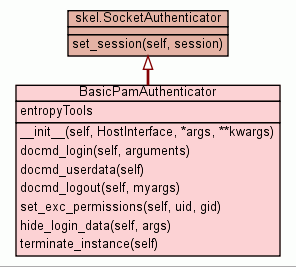 skel.SocketAuthenticator
set_session(self, session)
BasicPamAuthenticator
entropyTools
__init__(self, HostInterface, *args, **kwargs)
docmd_login(self, arguments)
docmd_userdata(self)
docmd_logout(self, myargs)
set_exc_permissions(self, uid, gid)
hide_login_data(self, args)
terminate_instance(self)